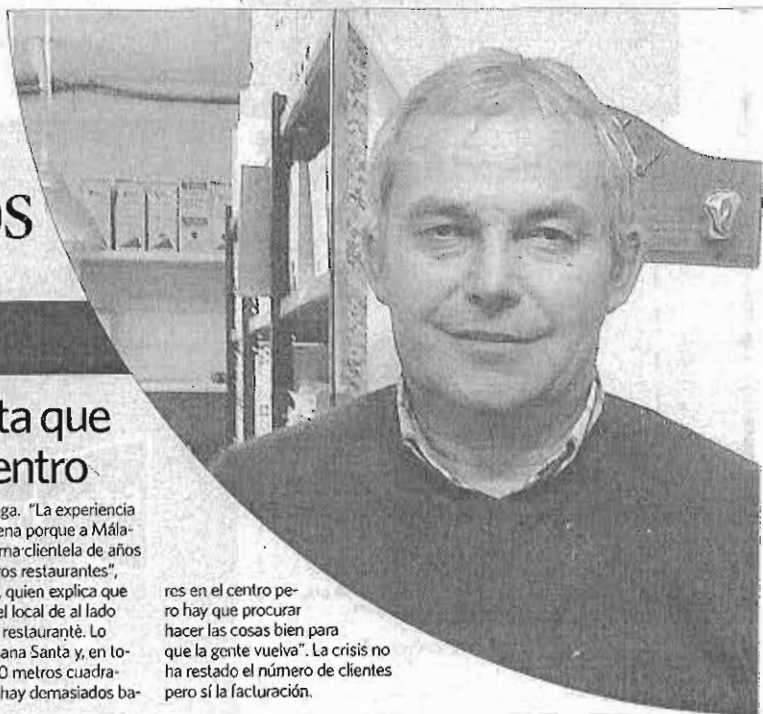 os
ta que
entro
ga. "La experiencia
ena porque a Mála-
ma clientela de años
ros restaurantes",
, quien explica que
el local de al lado
restaurante. Lo
ana Santa y, en to-
0 metros cuadra-
hay demasiados ba-
res en el centro pe-
ro hay que procurar
hacer las cosas bien para
que la gente vuelva". La crisis no
ha restado el número de clientes
pero sí la facturación.